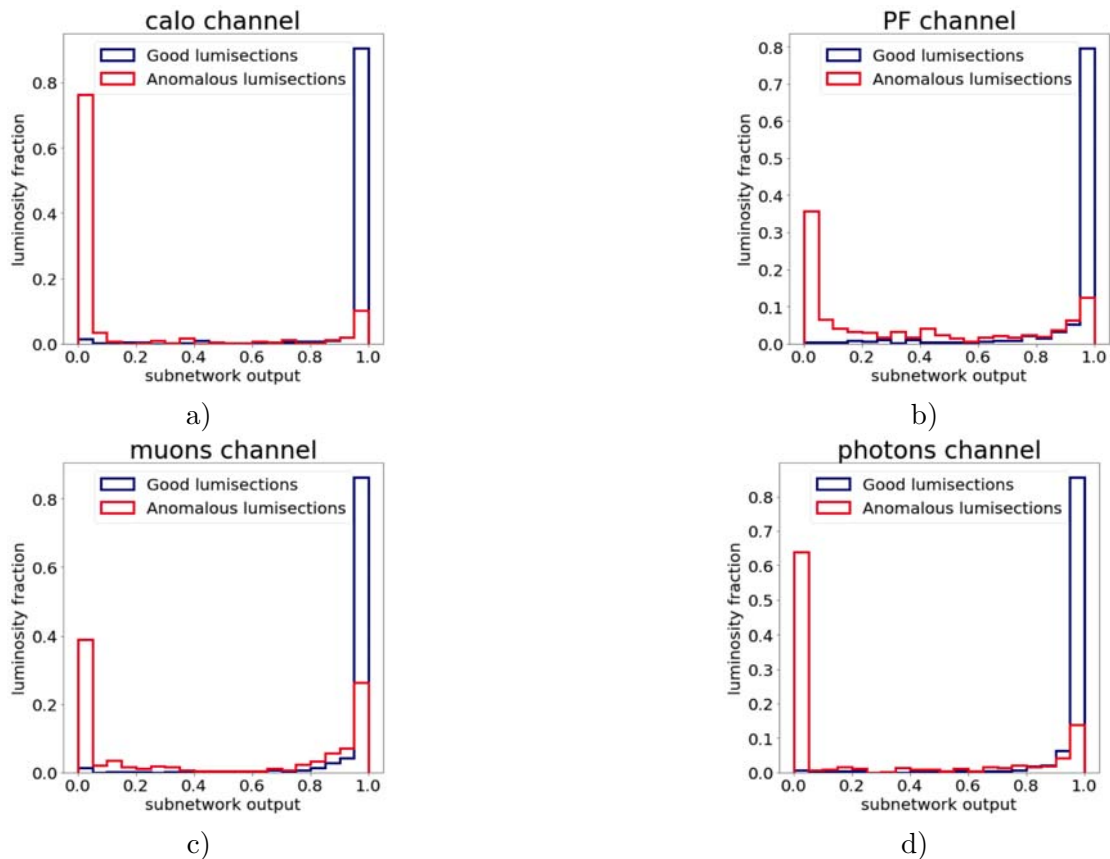 calo channel
Good lumisections
Anomalous lumisections
luminosity fraction
0.8
0.6
0.4
0.2
0.0
0.0 0.2 0.4 0.6 0.8 1.0
subnetwork output
a)
PF channel
Good lumisections
Anomalous lumisections
luminosity fraction
0.8
0.7
0.6
0.5
0.4
0.3
0.2
0.1
0.0
0.0 0.2 0.4 0.6 0.8 1.0
subnetwork output
b)
muons channel
Good lumisections
Anomalous lumisections
luminosity fraction
0.8
0.6
0.4
0.2
0.0
0.0 0.2 0.4 0.6 0.8 1.0
subnetwork output
c)
photons channel
Good lumisections
Anomalous lumisections
luminosity fraction
0.8
0.7
0.6
0.5
0.4
0.3
0.2
0.1
0.0
0.0 0.2 0.4 0.6 0.8 1.0
subnetwork output
d)